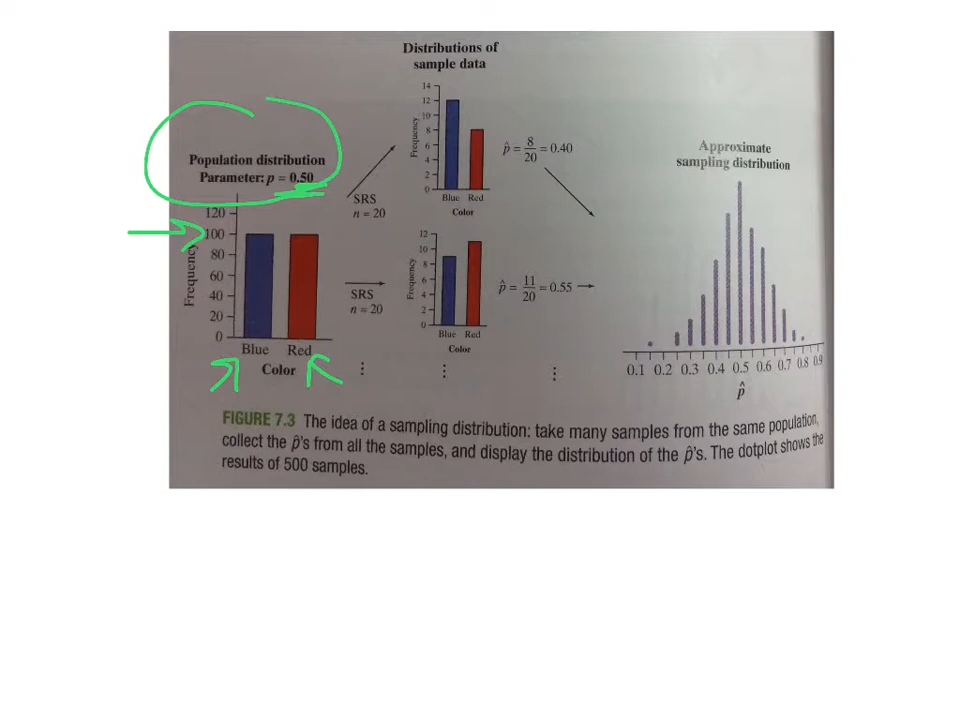 Distributions of
sample data
14
12
10
8
6
4
2
0
Frequency
Blue Red
Color
p̂ = 8/20 = 0.40
Approximate
sampling distribution
Population distribution
Parameter: p = 0.50
SRS
n = 20
120
100
80
60
40
20
0
Frequency
Blue Red
Color
SRS
n = 20
12
10
8
6
4
2
0
Frequency
Blue Red
Color
p̂ = 11/20 = 0.55
0.1 0.2 0.3 0.4 0.5 0.6 0.7 0.8 0.9
p̂
FIGURE 7.3 The idea of a sampling distribution: take many samples from the same population,
collect the p̂'s from all the samples, and display the distribution of the p̂'s. The dotplot shows the
results of 500 samples.